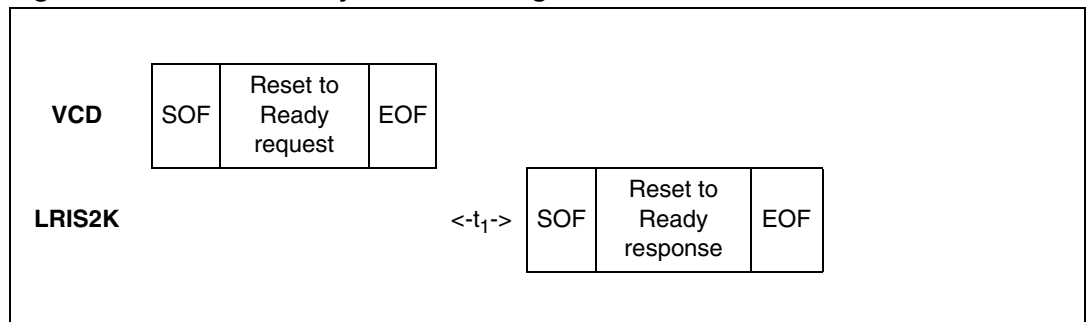 VCD
SOF
Reset to
Ready
request
EOF
LRIS2K
<-t₁->
SOF
Reset to
Ready
response
EOF